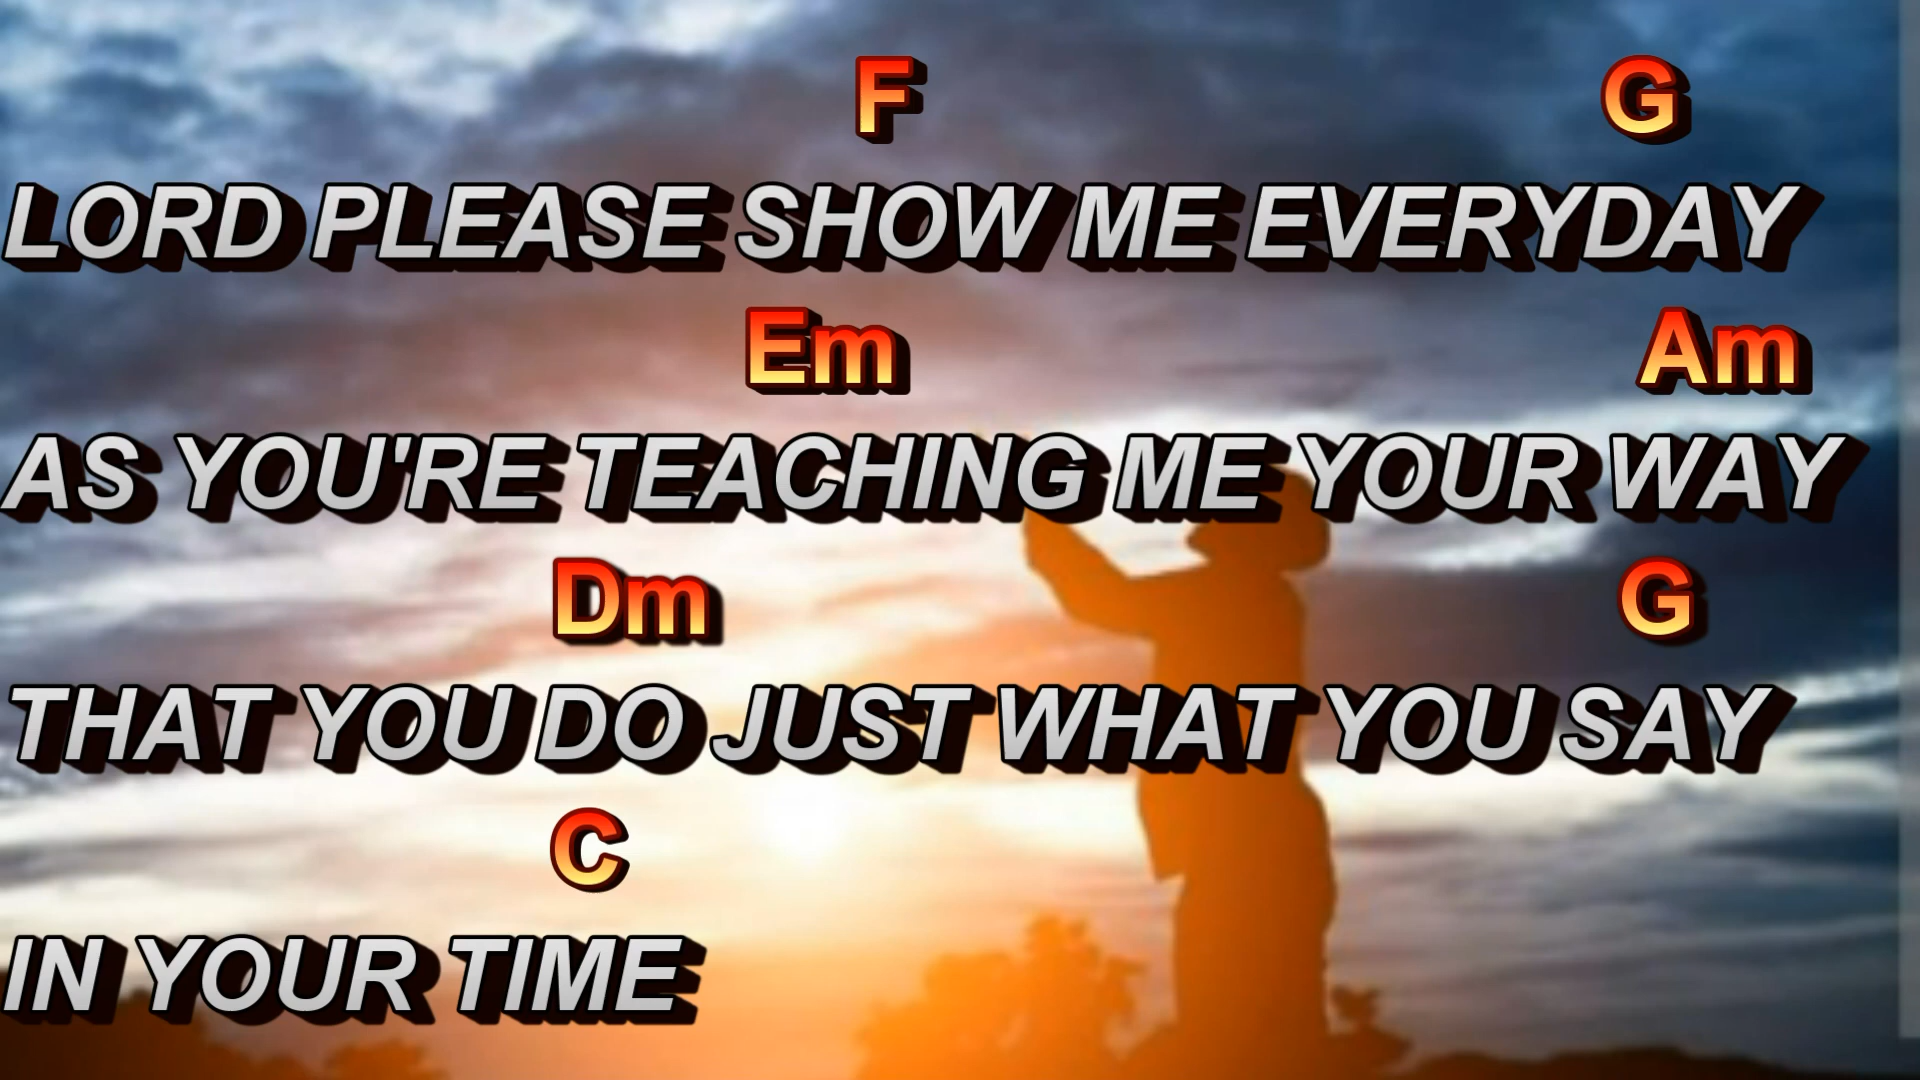 F G
LORD PLEASE SHOW ME EVERYDAY
Em Am
AS YOU'RE TEACHING ME YOUR WAY
Dm G
THAT YOU DO JUST WHAT YOU SAY
C
IN YOUR TIME